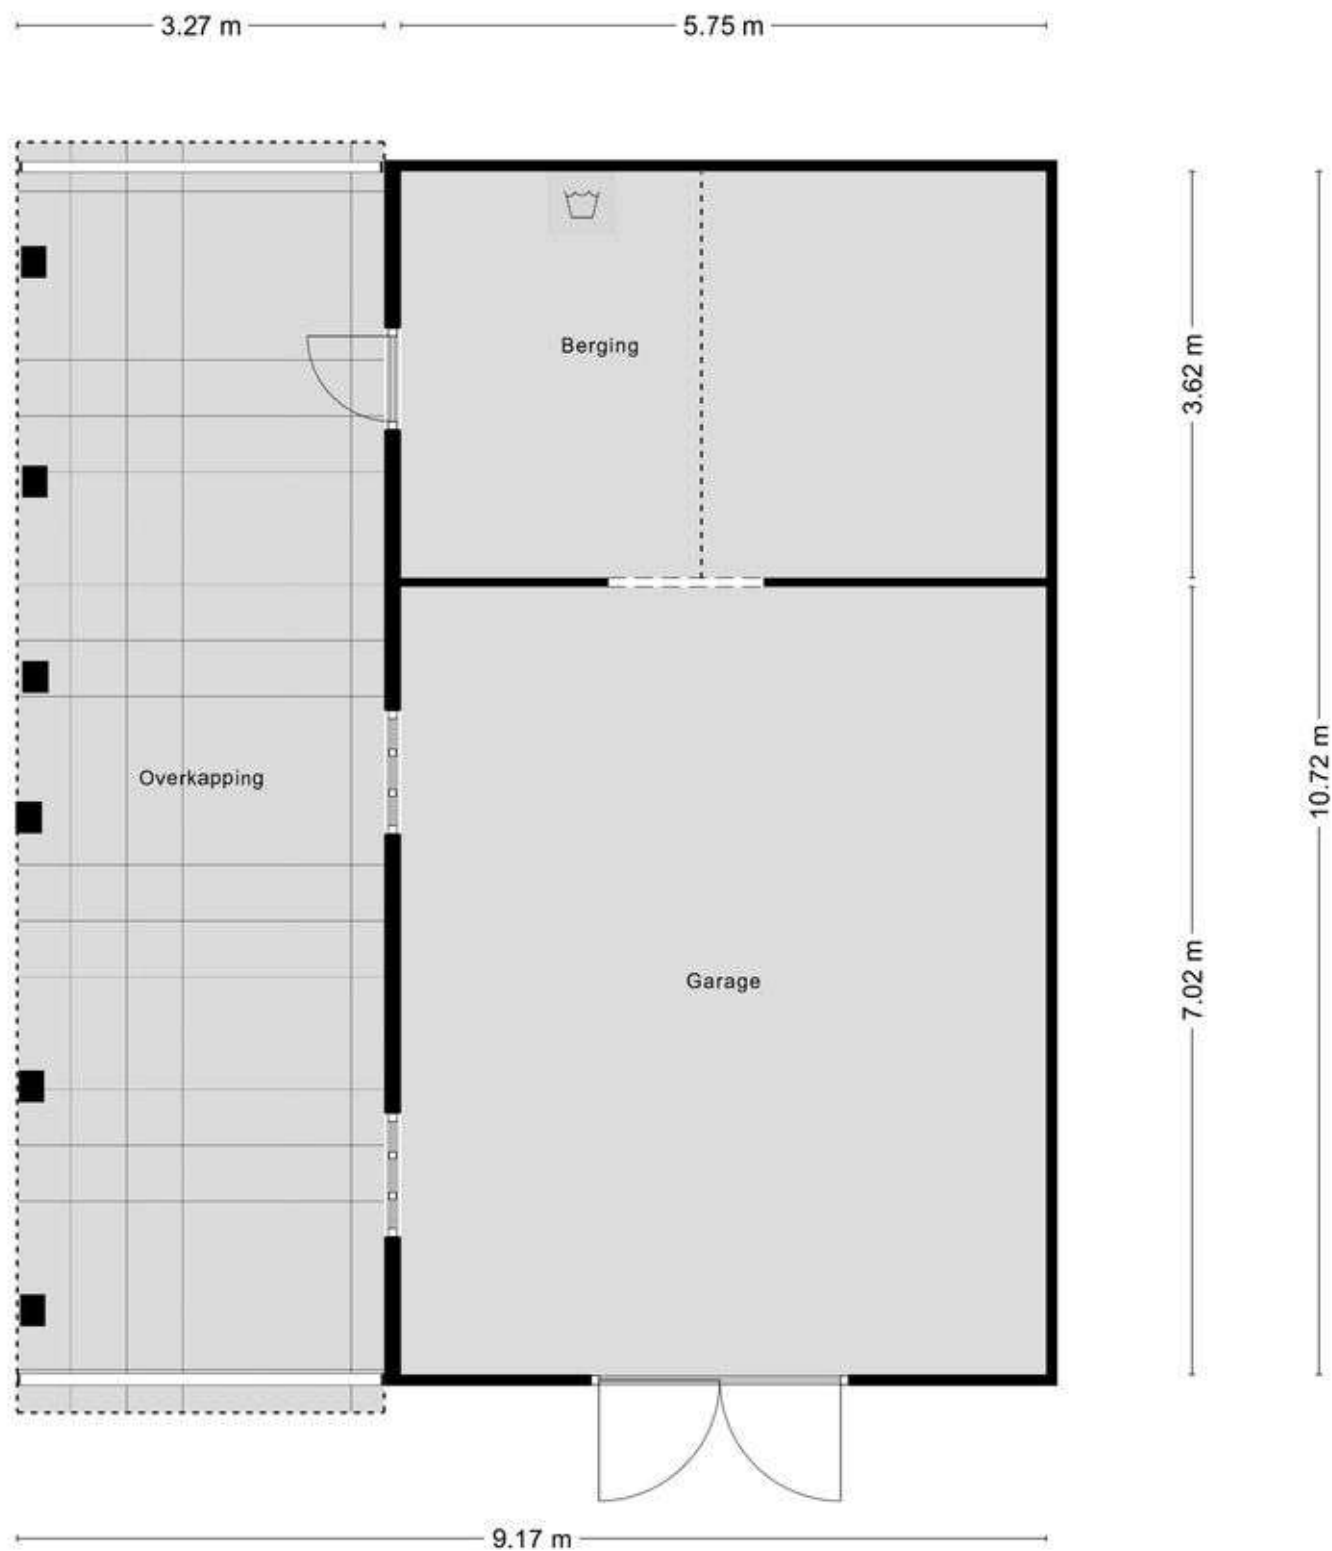 3.27 m
5.75 m
Berging
3.62 m
10.72 m
Overkapping
7.02 m
Garage
9.17 m